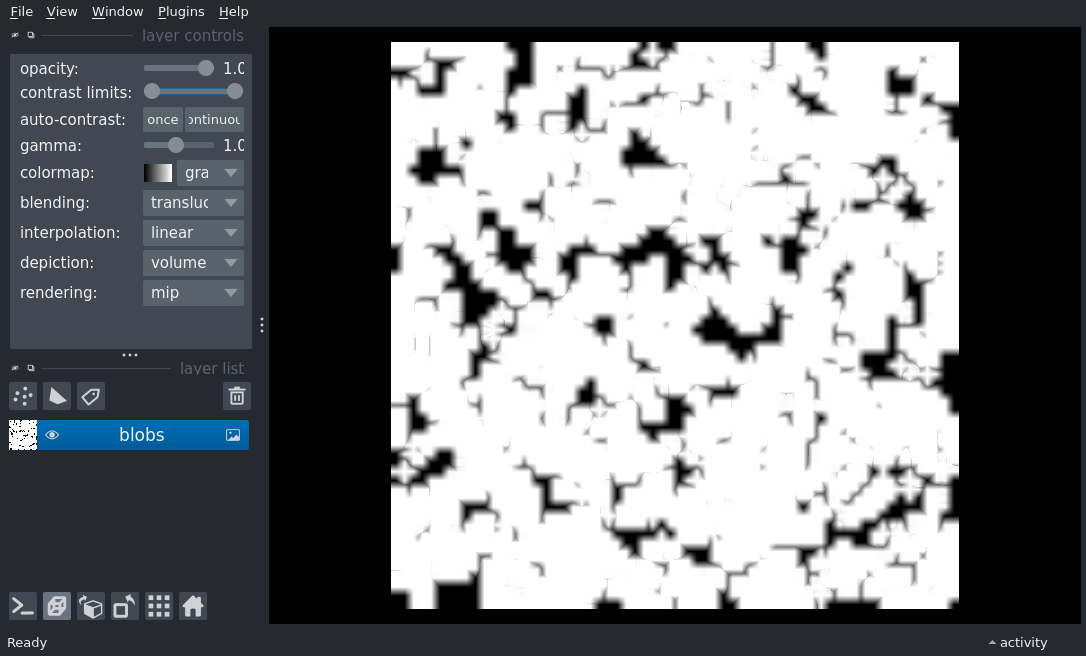 File View Window Plugins Help
layer controls
opacity: 1.0
contrast limits:
auto-contrast: once ontinuou
gamma: 1.0
colormap: gra
blending: transluc
interpolation: linear
depiction: volume
rendering: mip
layer list
blobs
Ready activity